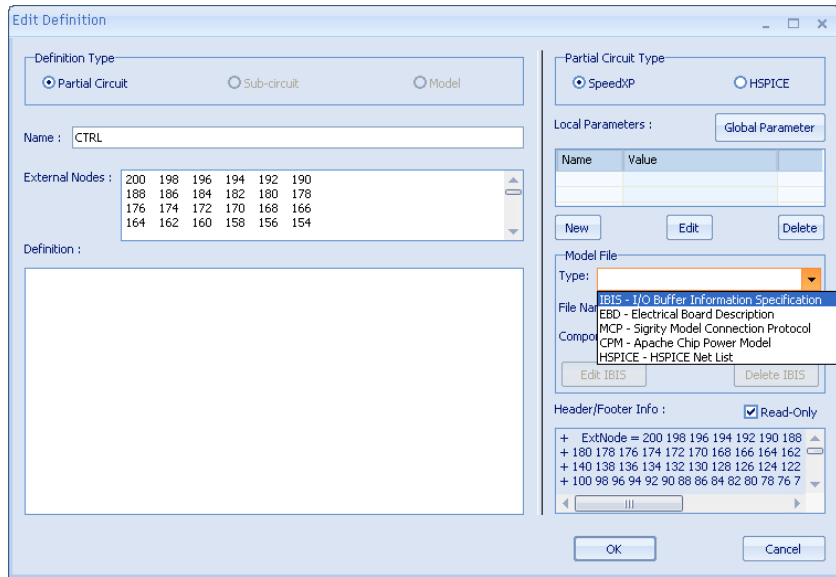 Edit Definition
Definition Type
Partial Circuit
Sub-circuit
Model
Name :
CTRL
External Nodes :
200 198 196 194 192 190
188 186 184 182 180 178
176 174 172 170 168 166
164 162 160 158 156 154
Definition :
Partial Circuit Type
SpeedXP
HSPICE
Local Parameters :
Global Parameter
Name Value
New
Edit
Delete
Model File
Type:
IBIS - I/O Buffer Information Specification
EBD - Electrical Board Description
MCP - Sigrity Model Connection Protocol
CPM - Apache Chip Power Model
HSPICE - HSPICE Net List
File Nar
Compo
Edit IBIS
Delete IBIS
Header/Footer Info :
Read-Only
+ ExtNode = 200 198 196 194 192 190 188
+ 180 178 176 174 172 170 168 166 164 162
+ 140 138 136 134 132 130 128 126 124 122
+ 100 98 96 94 92 90 88 86 84 82 80 78 76 7
OK
Cancel